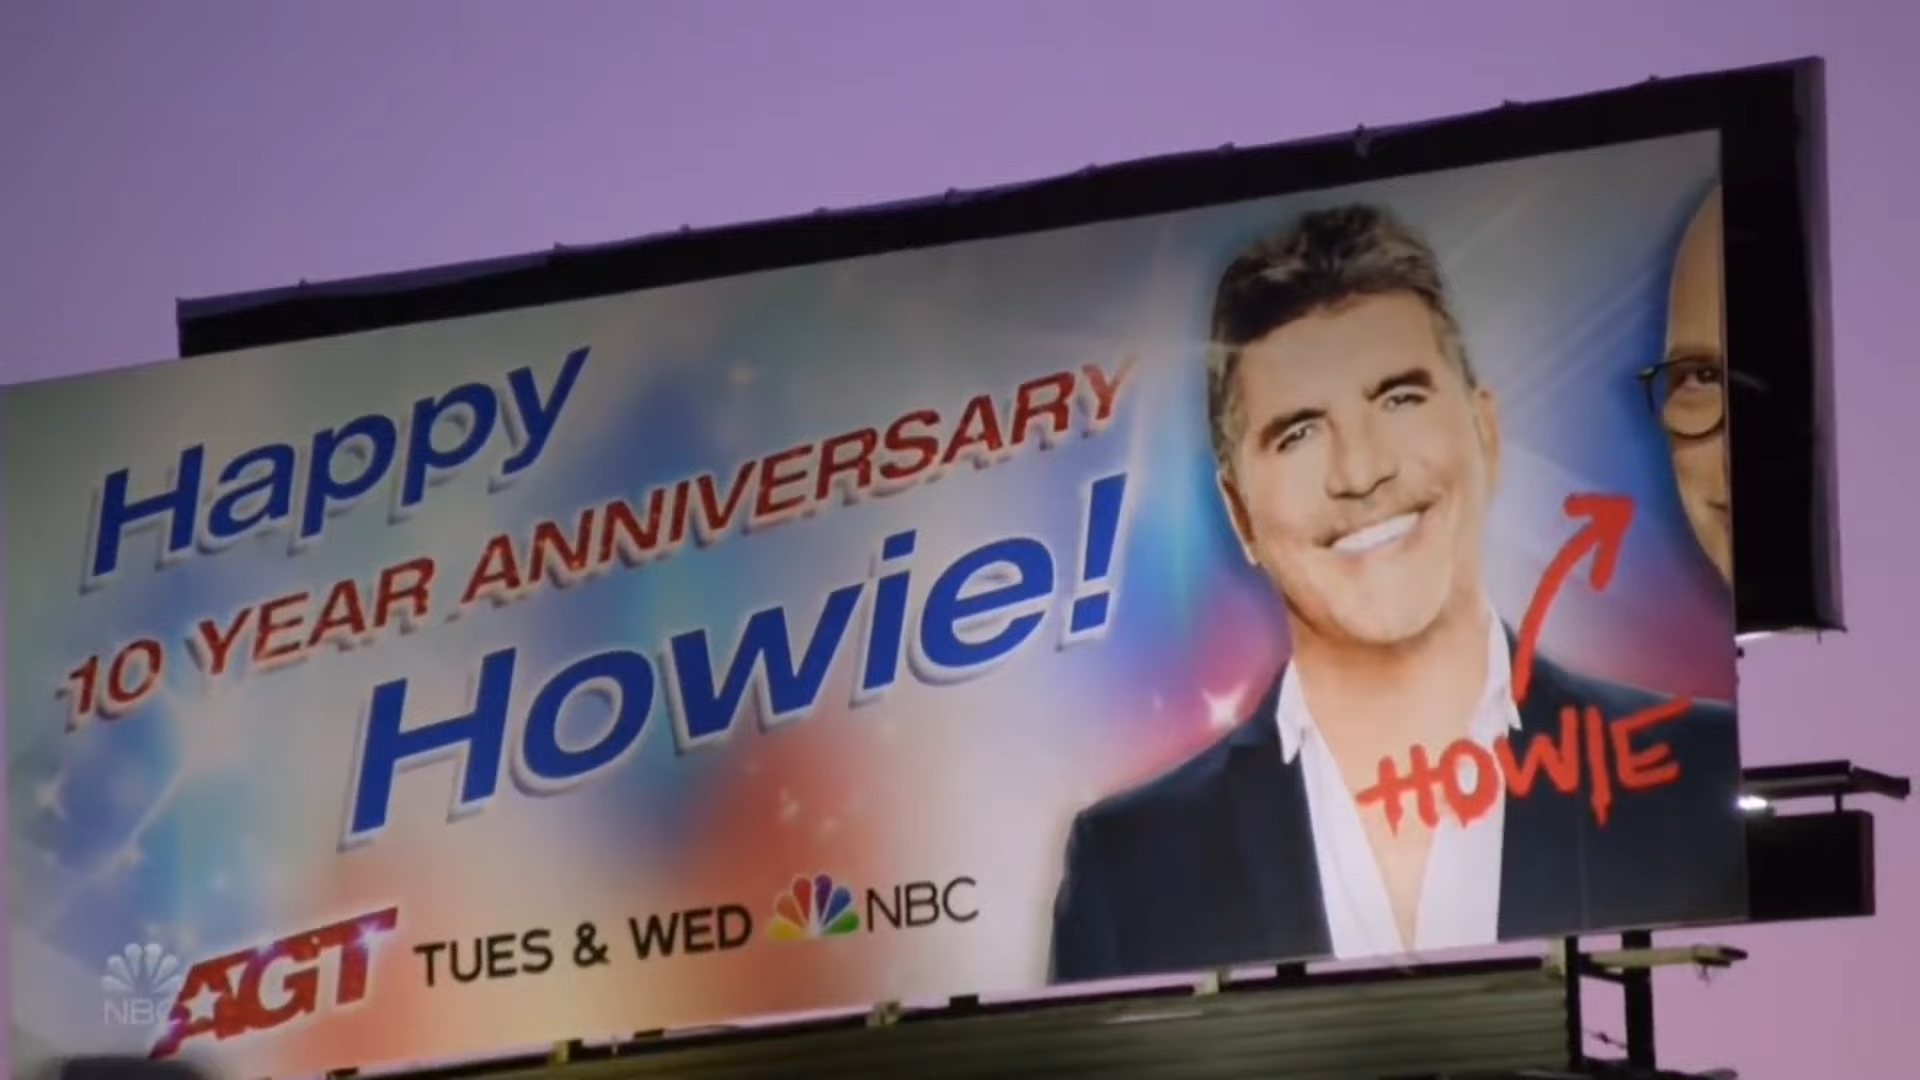 Happy
10 YEAR ANNIVERSARY
Howie!
HOWIE
AGT TUES & WED NBC
NBC